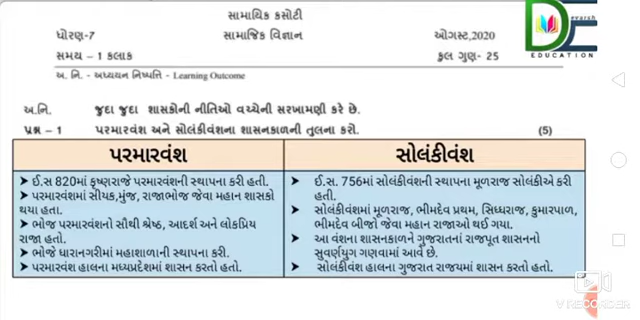 સામાયિક કસોટી
evarsh
ધોરણ-7 સામાજિક વિજ્ઞાન ઓગસ્ટ,2020
સમય – 1 કલાક કુલ ગુણ- 25
EDUCATION
અ. નિ. - અધ્યયન નિષ્પત્તિ – Learning Outcome
અ.નિ. જુદા જુદા શાસકોની નીતિઓ વચ્ચેની સરખામણી કરે છે.
પ્રશ્ન – 1 પરમારવંશ અને સોલંકીવંશના શાસનકાળની તુલના કરો. (5)
પરમારવંશ
➤ ઈ.સ 820માં કૃષ્ણરાજે પરમારવંશની સ્થાપના કરી હતી.
➤ પરમારવંશમાં સીયક,મુંજ, રાજાભોજ જેવા મહાન શાસકો
થયા હતા.
➤ ભોજ પરમારવંશનો સૌથી શ્રેષ્ઠ, આદર્શ અને લોકપ્રિય
રાજા હતો.
➤ ભોજે ધારાનગરીમાં મહાશાળાની સ્થાપના કરી.
➤ પરમારવંશ હાલના મધ્યપ્રદેશમાં શાસન કરતો હતો.
સોલંકીવંશ
➤ ઈ.સ. 756માં સોલંકીવંશની સ્થાપના મૂળરાજ સોલંકીએ કરી
હતી.
➤ સોલંકીવંશમાં મૂળરાજ, ભીમદેવ પ્રથમ, સિધ્ધરાજ, કુમારપાળ,
ભીમદેવ બીજો જેવા મહાન રાજાઓ થઈ ગયા.
➤ આ વંશના શાસનકાળને ગુજરાતનાં રાજપૂત શાસનનો
સુવર્ણયુગ ગણવામાં આવે છે.
➤ સોલંકીવંશ હાલના ગુજરાત રાજયમાં શાસન કરતો હતો.
V RECORDER